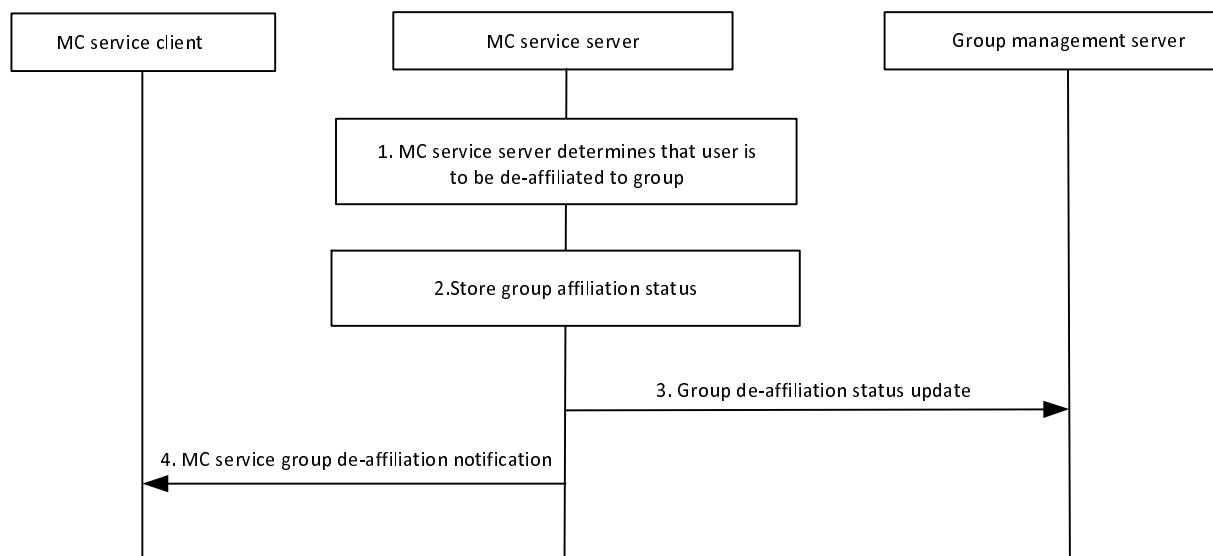 MC service client
MC service server
Group management server
1. MC service server determines that user is
to be de-affiliated to group
2.Store group affiliation status
3. Group de-affiliation status update
4. MC service group de-affiliation notification